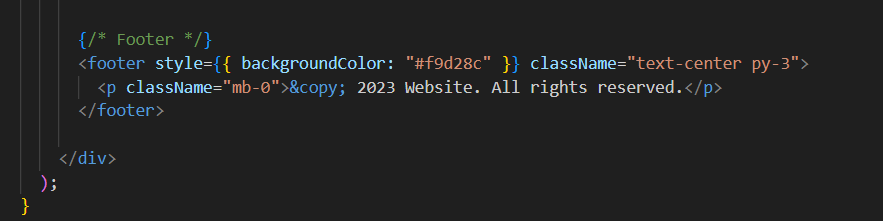 {/* Footer */}
<footer style={{ backgroundColor: "#f9d28c" }} className="text-center py-3">
<p className="mb-0">&copy; 2023 Website. All rights reserved.</p>
</footer>
</div>
);
}